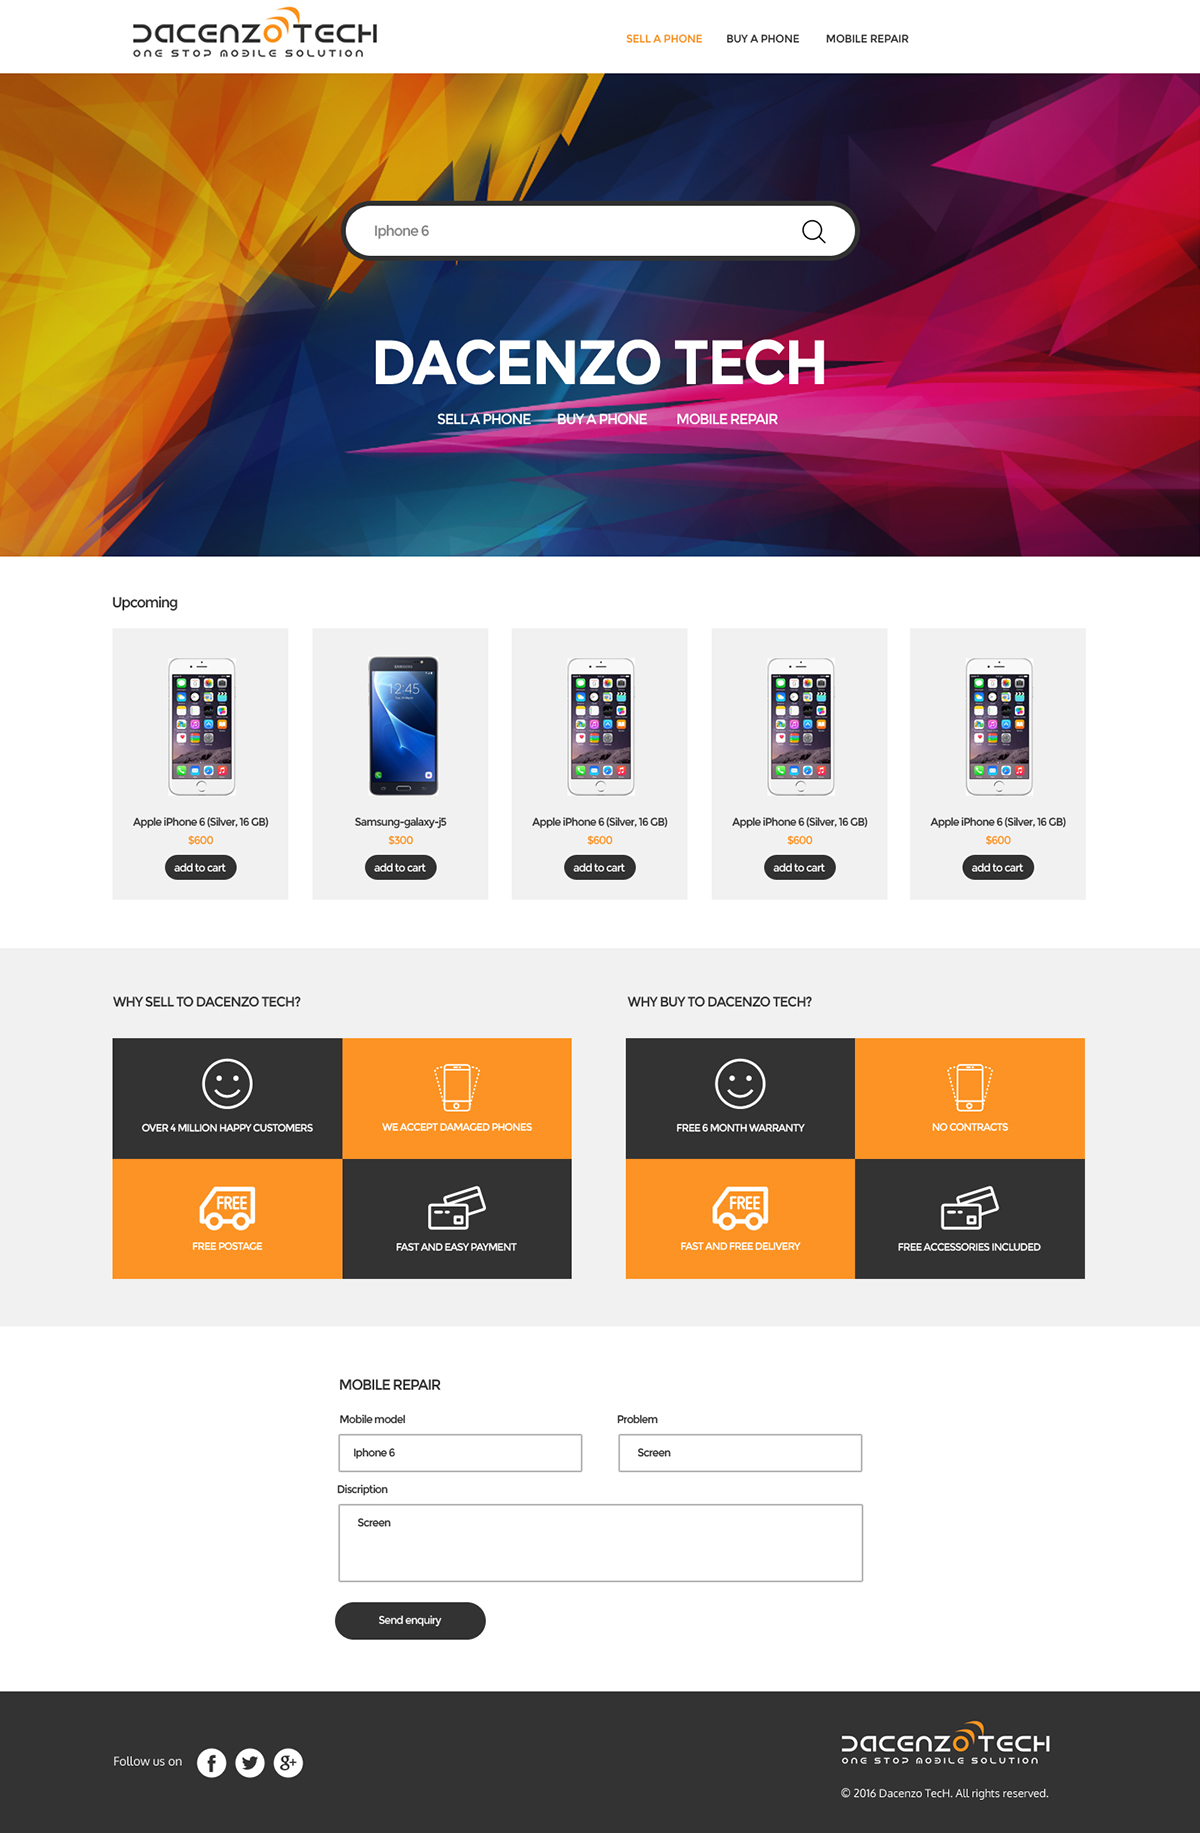 DACENZO TECH
ONE STOP MOBILE SOLUTION
SELL A PHONE BUY A PHONE MOBILE REPAIR
Iphone 6
DACENZO TECH
SELL A PHONE BUY A PHONE MOBILE REPAIR
Upcoming
SAMSUNG
12:45
Apple iPhone 6 (Silver, 16 GB) Samsung-galaxy-j5 Apple iPhone 6 (Silver, 16 GB) Apple iPhone 6 (Silver, 16 GB) Apple iPhone 6 (Silver, 16 GB)
$600 $300 $600 $600 $600
add to cart add to cart add to cart add to cart add to cart
WHY SELL TO DACENZO TECH? WHY BUY TO DACENZO TECH?
OVER 4 MILLION HAPPY CUSTOMERS WE ACCEPT DAMAGED PHONES FREE 6 MONTH WARRANTY NO CONTRACTS
FREE FREE
FREE POSTAGE FAST AND EASY PAYMENT FAST AND FREE DELIVERY FREE ACCESSORIES INCLUDED
MOBILE REPAIR
Mobile model Problem
Iphone 6 Screen
Discription
Screen
Send enquiry
DACENZO TECH
ONE STOP MOBILE SOLUTION
Follow us on f g+
© 2016 Dacenzo TecH. All rights reserved.